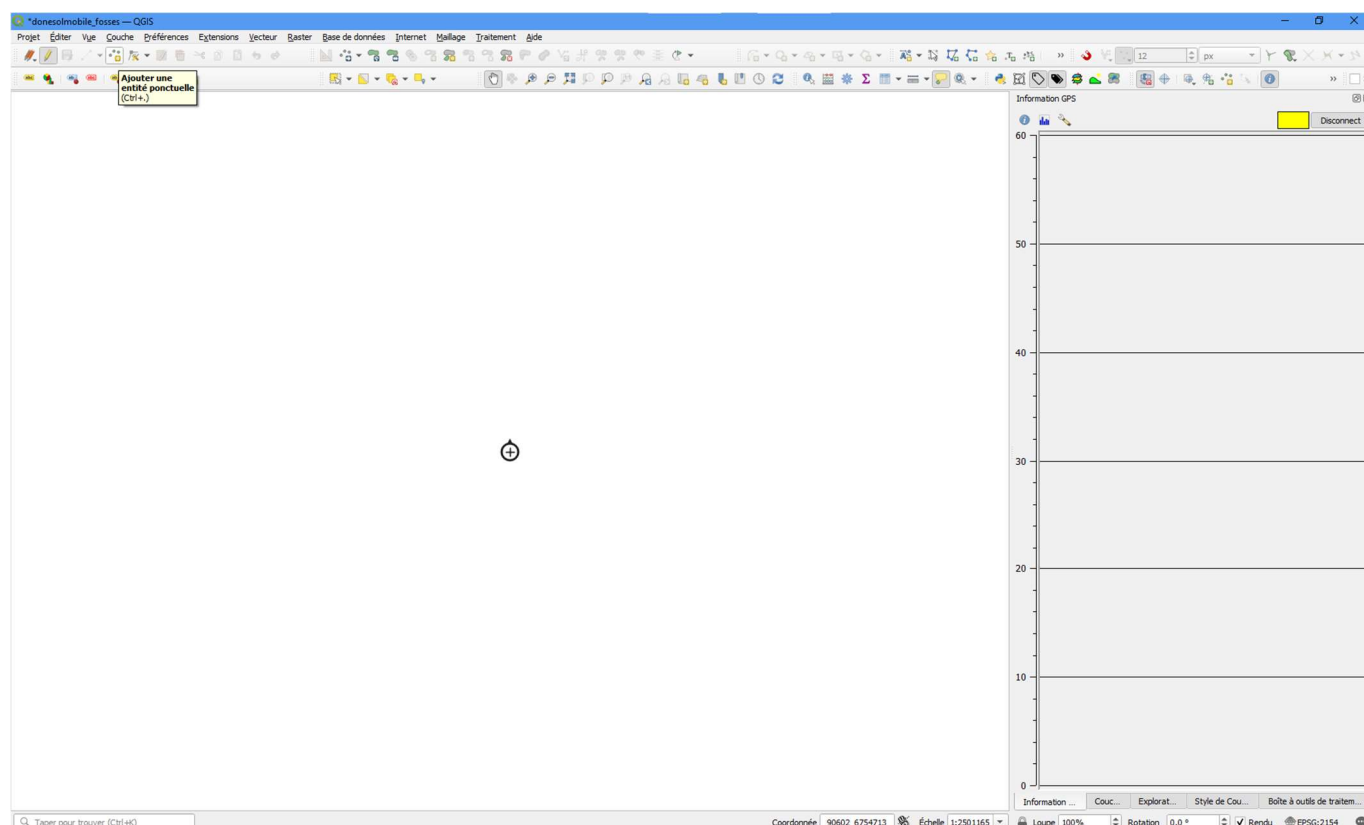 *donesolmobile_fosses — QGIS
Projet Éditer Vue Couche Préférences Extensions Vecteur Raster Base de données Internet Maillage Traitement Aide
12 px
Ajouter une
entité ponctuelle
(Ctrl+.)
Information GPS
Disconnect
60
50
40
30
20
10
0
Information ... Couc... Explorat... Style de Cou... Boîte à outils de traitem...
Taper pour trouver (Ctrl+K) Coordonnée 90602 6754713 Échelle 1:2501165 Loupe 100% Rotation 0,0 ° Rendu EPSG:2154